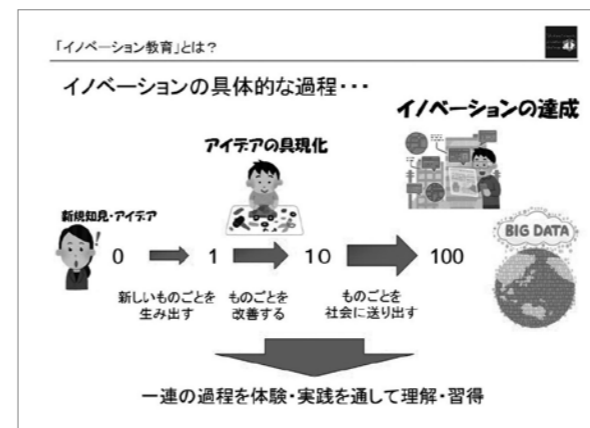 「イノベーション教育」とは？
イノベーションの具体的な過程・・・
イノベーションの達成
アイデアの具現化
新規知見・アイデア
BIG DATA
0
1
10
100
新しいものごとを
生み出す
ものごとを
改善する
ものごとを
社会に送り出す
一連の過程を体験・実践を通して理解・習得